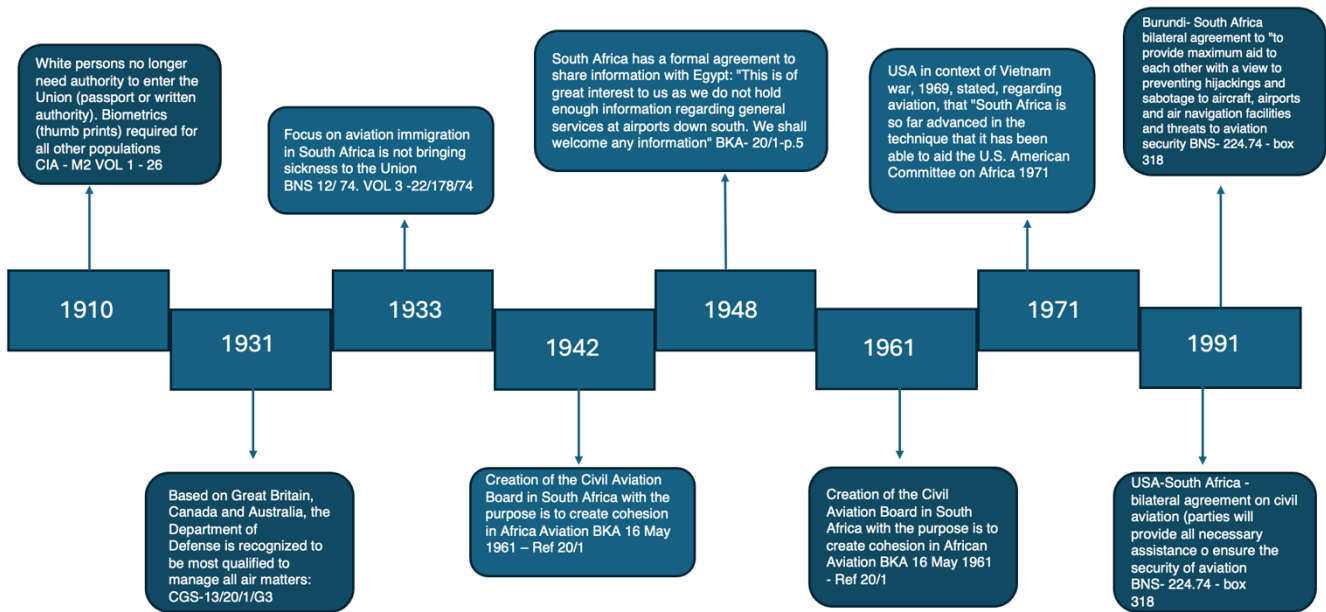 White persons no longer
need authority to enter the
Union (passport or written
authority). Biometrics
(thumb prints) required for
all other populations
CIA - M2 VOL 1 - 26
Focus on aviation immigration
in South Africa is not bringing
sickness to the Union
BNS 12/ 74. VOL 3 -22/178/74
South Africa has a formal agreement to
share information with Egypt: "This is of
great interest to us as we do not hold
enough information regarding general
services at airports down south. We shall
welcome any information“ BKA- 20/1-p.5
USA in context of Vietnam
war, 1969, stated, regarding
aviation, that "South Africa is
so far advanced in the
technique that it has been
able to aid the U.S. American
Committee on Africa 1971
Burundi- South Africa
bilateral agreement to "to
provide maximum aid to
each other with a view to
preventing hijackings and
sabotage to aircraft, airports
and air navigation facilities
and threats to aviation
security BNS- 224.74 - box
318
1910
1931
1933
1942
1948
1961
1971
1991
Based on Great Britain,
Canada and Australia, the
Department of
Defense is recognized to
be most qualified to
manage all air matters:
CGS-13/20/1/G3
Creation of the Civil Aviation
Board in South Africa with the
purpose is to create cohesion
in Africa Aviation BKA 16 May
1961 – Ref 20/1
Creation of the Civil
Aviation Board in South
Africa with the purpose is to
create cohesion in African
Aviation BKA 16 May 1961
- Ref 20/1
USA-South Africa -
bilateral agreement on civil
aviation (parties will
provide all necessary
assistance o ensure the
security of aviation
BNS- 224.74 - box
318